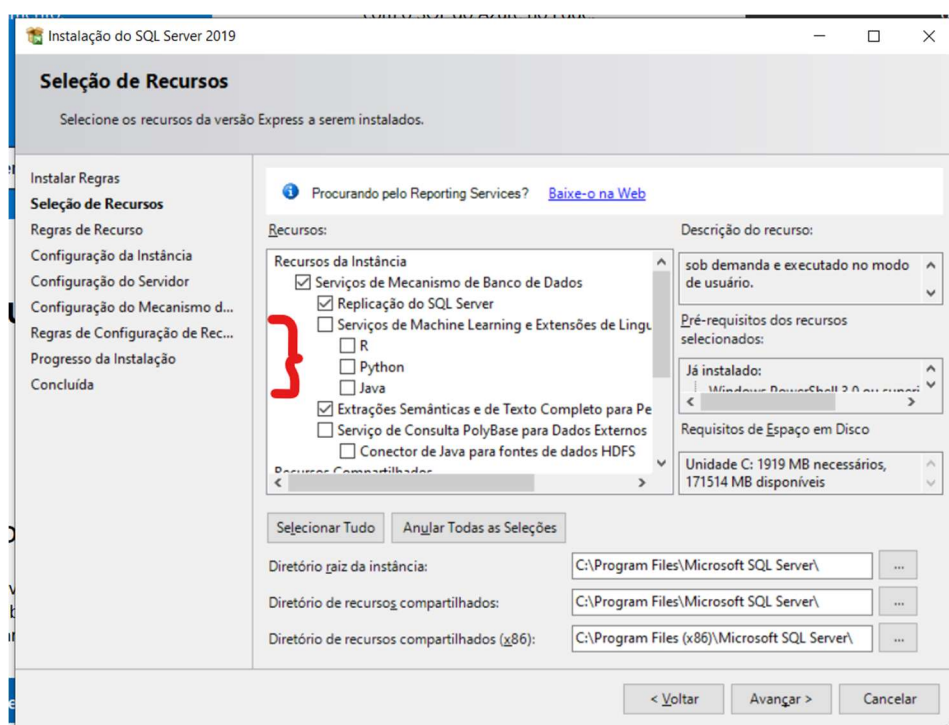 Instalação do SQL Server 2019
Seleção de Recursos
Selecione os recursos da versão Express a serem instalados.
Instalar Regras
Seleção de Recursos
Regras de Recurso
Configuração da Instância
Configuração do Servidor
Configuração do Mecanismo d...
Regras de Configuração de Rec...
Progresso da Instalação
Concluída
Procurando pelo Reporting Services? Baixe-o na Web
Recursos:
Recursos da Instância
Serviços de Mecanismo de Banco de Dados
Replicação do SQL Server
Serviços de Machine Learning e Extensões de Lingu
R
Python
Java
Extrações Semânticas e de Texto Completo para Pe
Serviço de Consulta PolyBase para Dados Externos
Conector de Java para fontes de dados HDFS
Recursos Compartilhados
Descrição do recurso:
sob demanda e executado no modo
de usuário.
Pré-requisitos dos recursos
selecionados:
Já instalado:
Windows PowerShell 3.0 ou superi
Requisitos de Espaço em Disco
Unidade C: 1919 MB necessários,
171514 MB disponíveis
Selecionar Tudo
Anular Todas as Seleções
Diretório raiz da instância:
C:\Program Files\Microsoft SQL Server\
...
Diretório de recursos compartilhados:
C:\Program Files\Microsoft SQL Server\
...
Diretório de recursos compartilhados (x86):
C:\Program Files (x86)\Microsoft SQL Server\
...
< Voltar
Avançar >
Cancelar